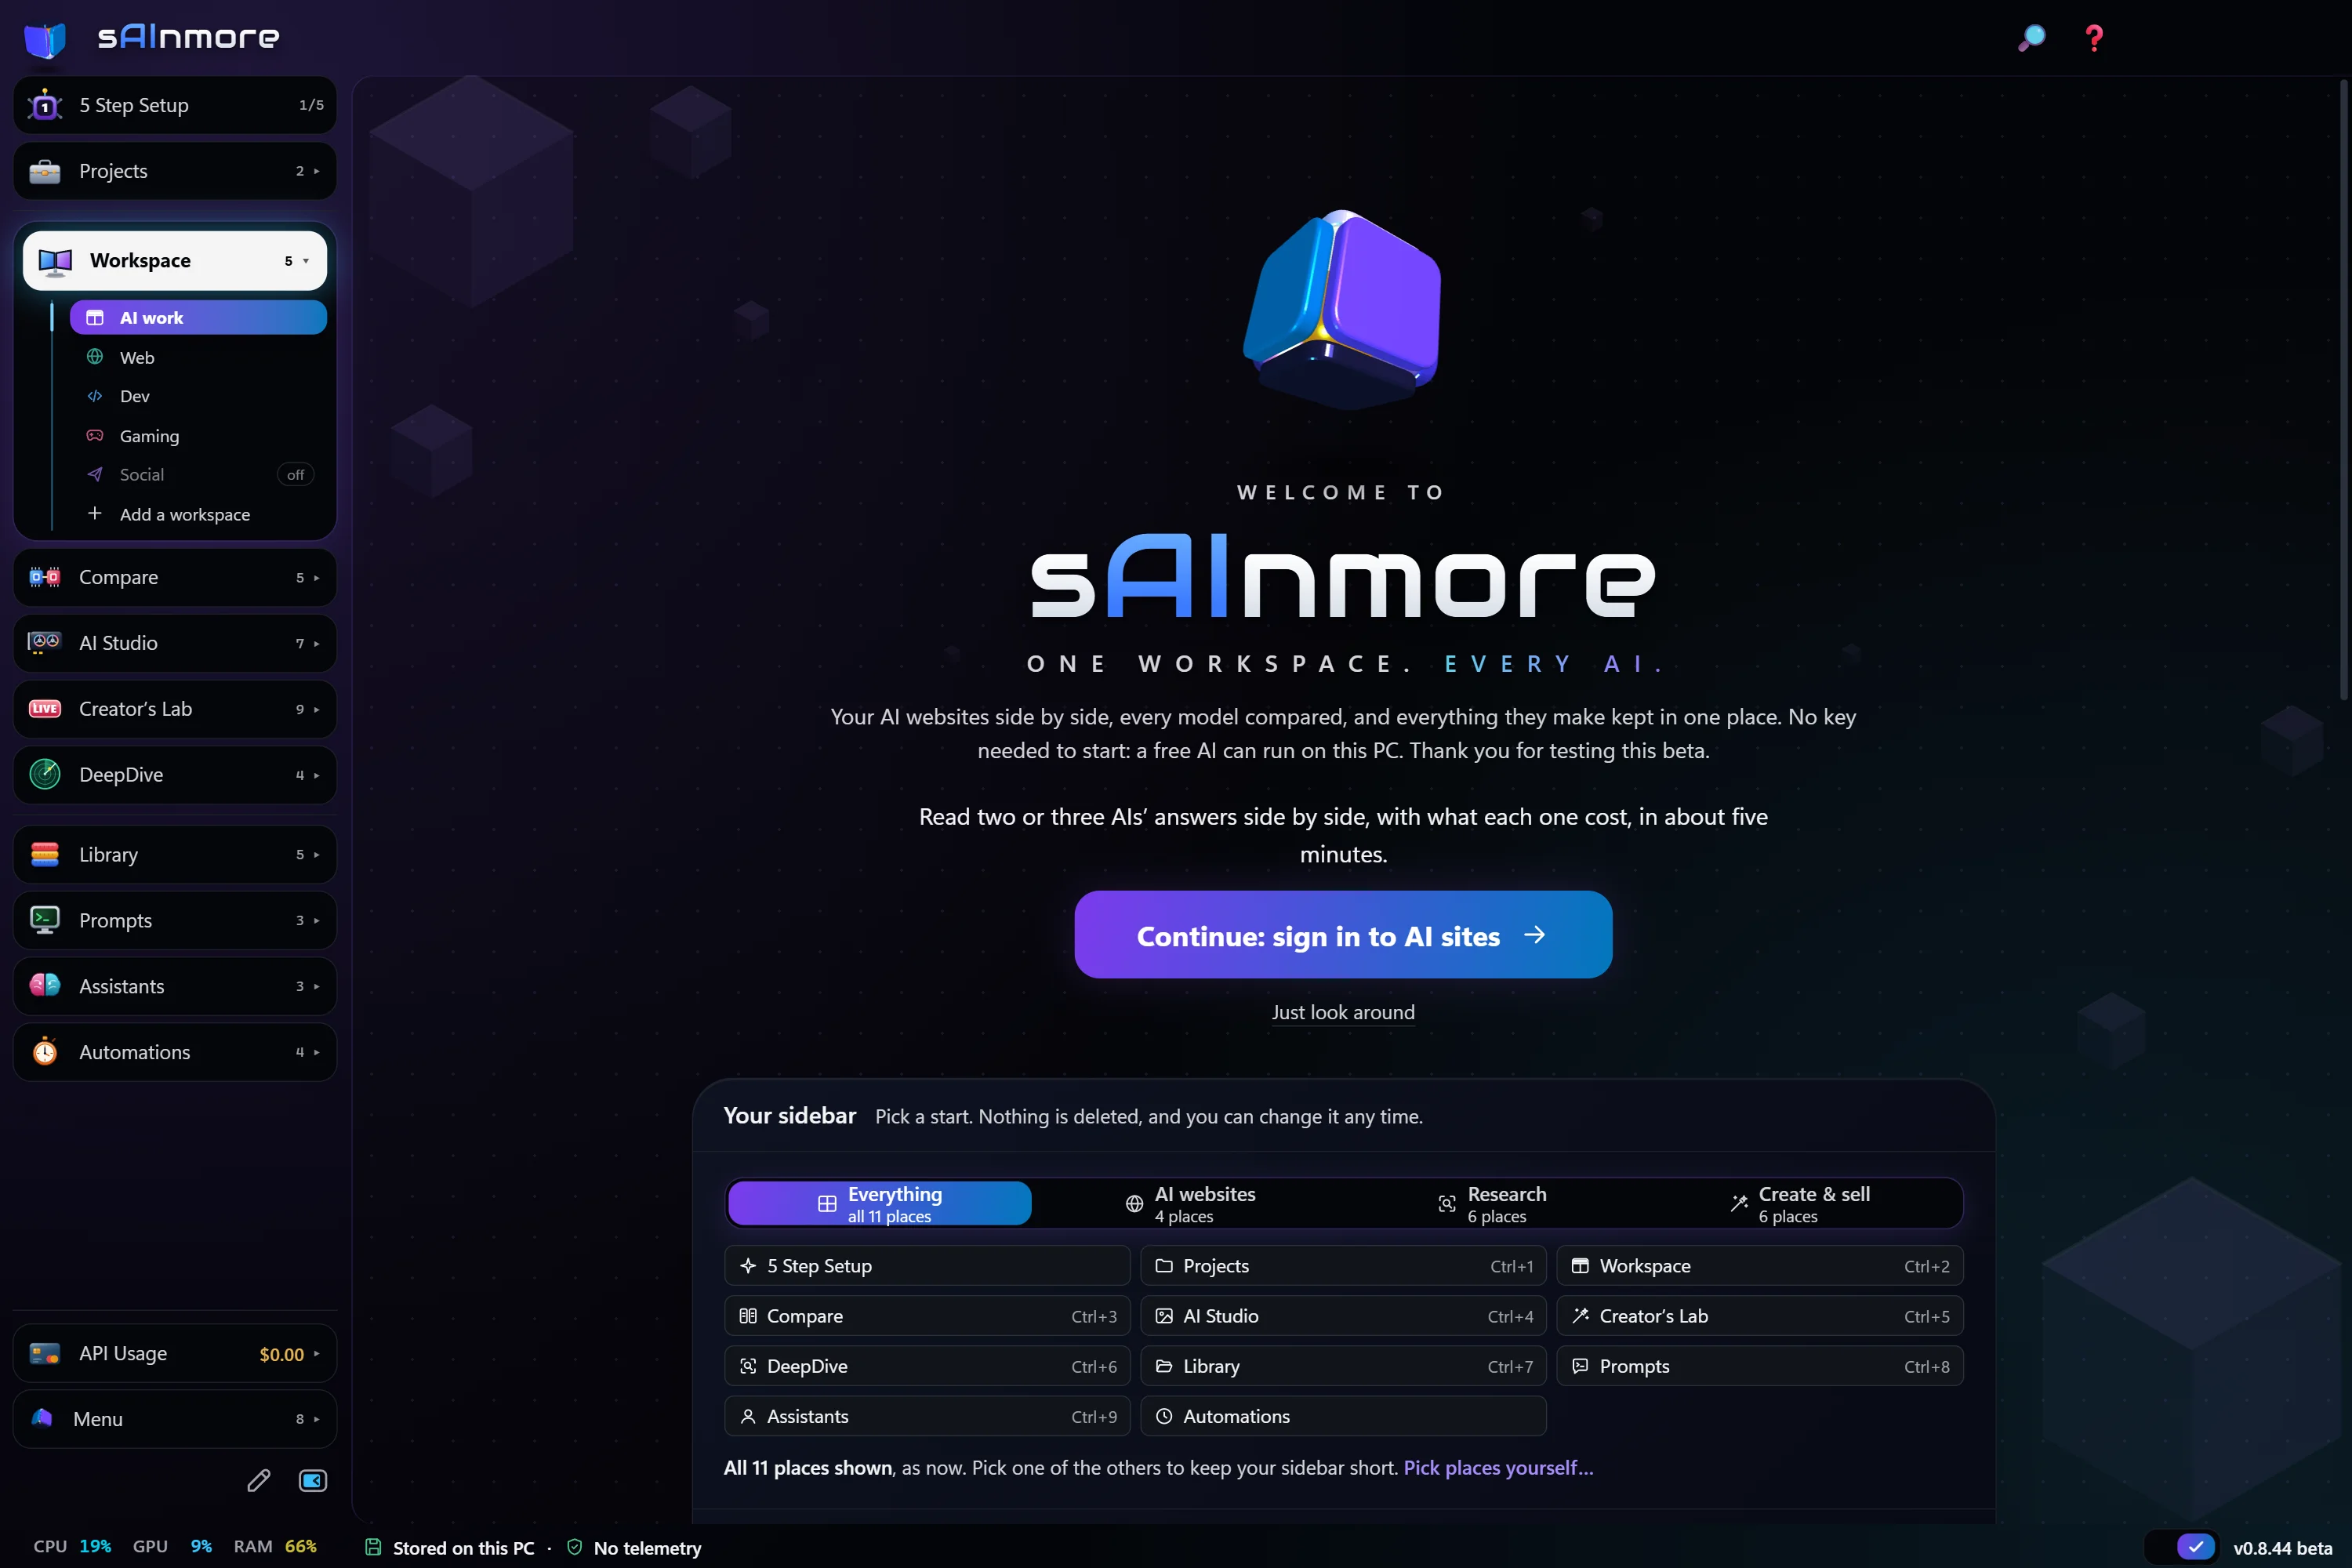 sAInmore
5 Step Setup 1/5
Projects 2
Workspace 5
AI work
Web
Dev
Gaming
Social off
Add a workspace
Compare 5
AI Studio 7
LIVE Creator's Lab 9
DeepDive 4
Library 5
Prompts 3
Assistants 3
Automations 4
API Usage $0.00
Menu 8
WELCOME TO
sAInmore
ONE WORKSPACE. EVERY AI.
Your AI websites side by side, every model compared, and everything they make kept in one place. No key
needed to start: a free AI can run on this PC. Thank you for testing this beta.
Read two or three AIs’ answers side by side, with what each one cost, in about five
minutes.
Continue: sign in to AI sites →
Just look around
Your sidebar Pick a start. Nothing is deleted, and you can change it any time.
Everything
all 11 places
AI websites
4 places
Research
6 places
Create & sell
6 places
5 Step Setup
Projects Ctrl+1
Workspace Ctrl+2
Compare Ctrl+3
AI Studio Ctrl+4
Creator’s Lab Ctrl+5
DeepDive Ctrl+6
Library Ctrl+7
Prompts Ctrl+8
Assistants Ctrl+9
Automations
All 11 places shown, as now. Pick one of the others to keep your sidebar short. Pick places yourself...
CPU 19% GPU 9% RAM 66%
Stored on this PC · No telemetry
v0.8.44 beta